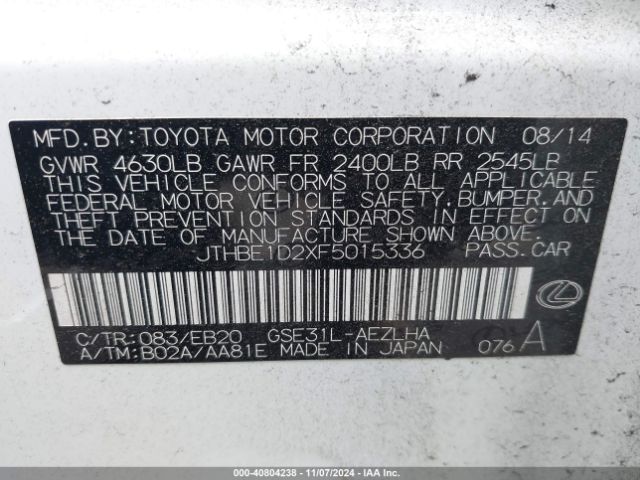 MFD. BY: TOYOTA MOTOR CORPORATION 08/14
GVWR 4630LB GAWR FR 2400LB RR 2545LB
THIS VEHICLE CONFORMS TO ALL APPLICABLE
FEDERAL MOTOR VEHICLE SAFETY, BUMPER, AND
THEFT PREVENTION STANDARDS IN EFFECT ON
THE DATE OF MANUFACTURE SHOWN ABOVE.
JTHBE1D2XF5015336 PASS. CAR
C/TR: 083/EB20 GSE31L-AEZLHA
A/TM: B02A/AA81E MADE IN JAPAN 076 A
000-40804238 - 11/07/2024 - IAA Inc.